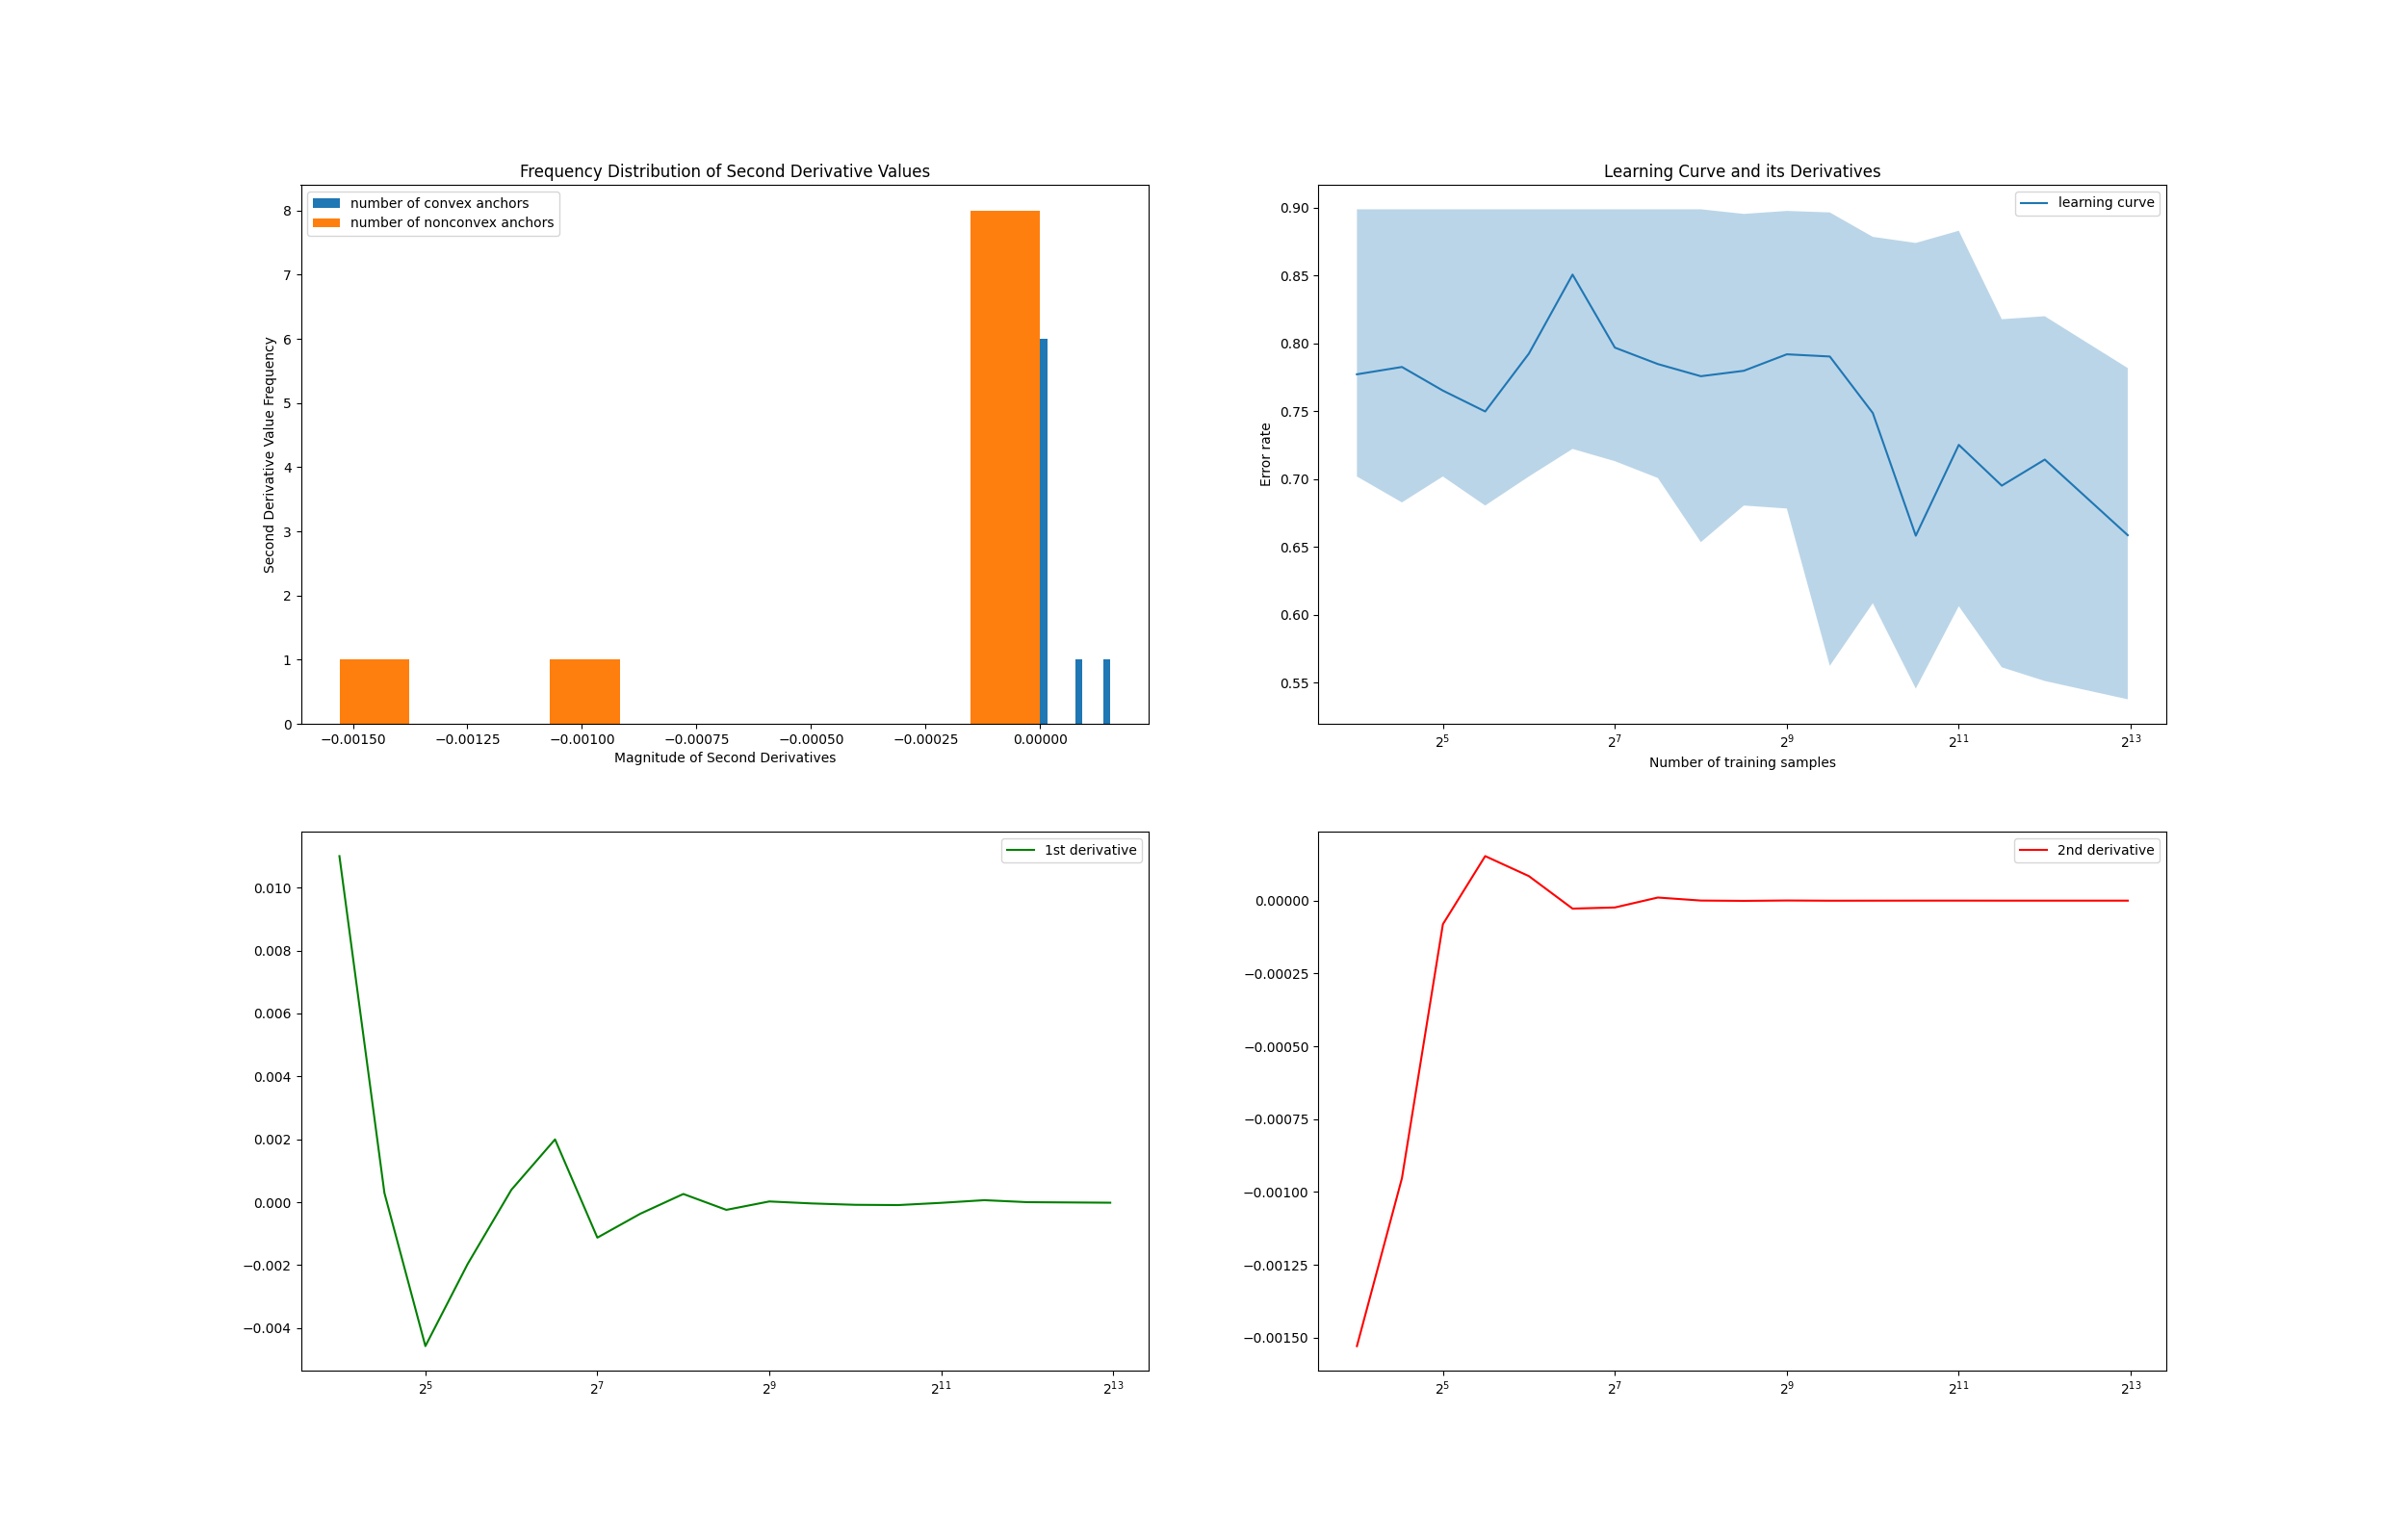 Frequency Distribution of Second Derivative Values
number of convex anchors
number of nonconvex anchors
8
7
6
5
4
3
2
1
0
Second Derivative Value Frequency
−0.00150 −0.00125 −0.00100 −0.00075 −0.00050 −0.00025 0.00000
Magnitude of Second Derivatives
Learning Curve and its Derivatives
learning curve
0.90
0.85
0.80
0.75
0.70
0.65
0.60
0.55
Error rate
2^5 2^7 2^9 2^11 2^13
Number of training samples
1st derivative
0.010
0.008
0.006
0.004
0.002
0.000
−0.002
−0.004
2^5 2^7 2^9 2^11 2^13
2nd derivative
0.00000
−0.00025
−0.00050
−0.00075
−0.00100
−0.00125
−0.00150
2^5 2^7 2^9 2^11 2^13